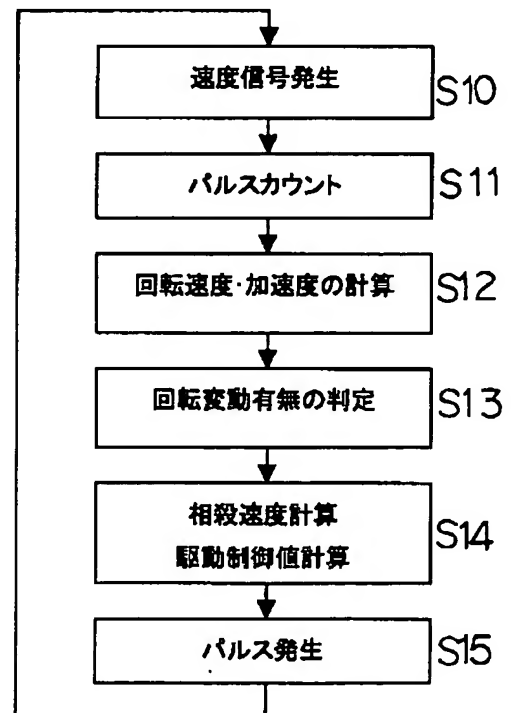 速度信号発生
S10
パルスカウント
S11
回転速度・加速度の計算
S12
回転変動有無の判定
S13
相殺速度計算
駆動制御値計算
S14
パルス発生
S15